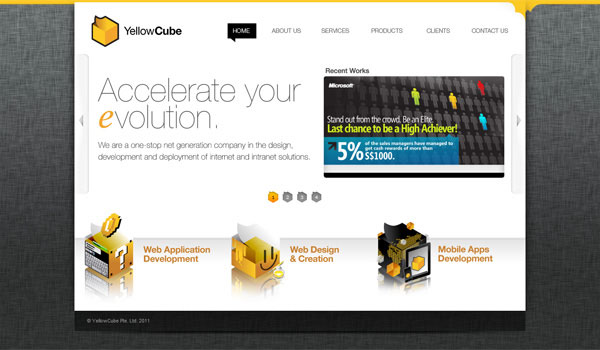 YellowCube
HOME
ABOUT US
SERVICES
PRODUCTS
CLIENTS
CONTACT US
Accelerate your
evolution.
We are a one-stop net generation company in the design,
development and deployment of internet and intranet solutions.
Recent Works
Microsoft
Stand out from the crowd. Be an Elite.
Last chance to be a High Achiever!
5% of the sales managers have managed to
get cash rewards of more than
S$1000.
1 2 3 4
Web Application
Development
Web Design
& Creation
Mobile Apps
Development
© YellowCube Pte. Ltd. 2011